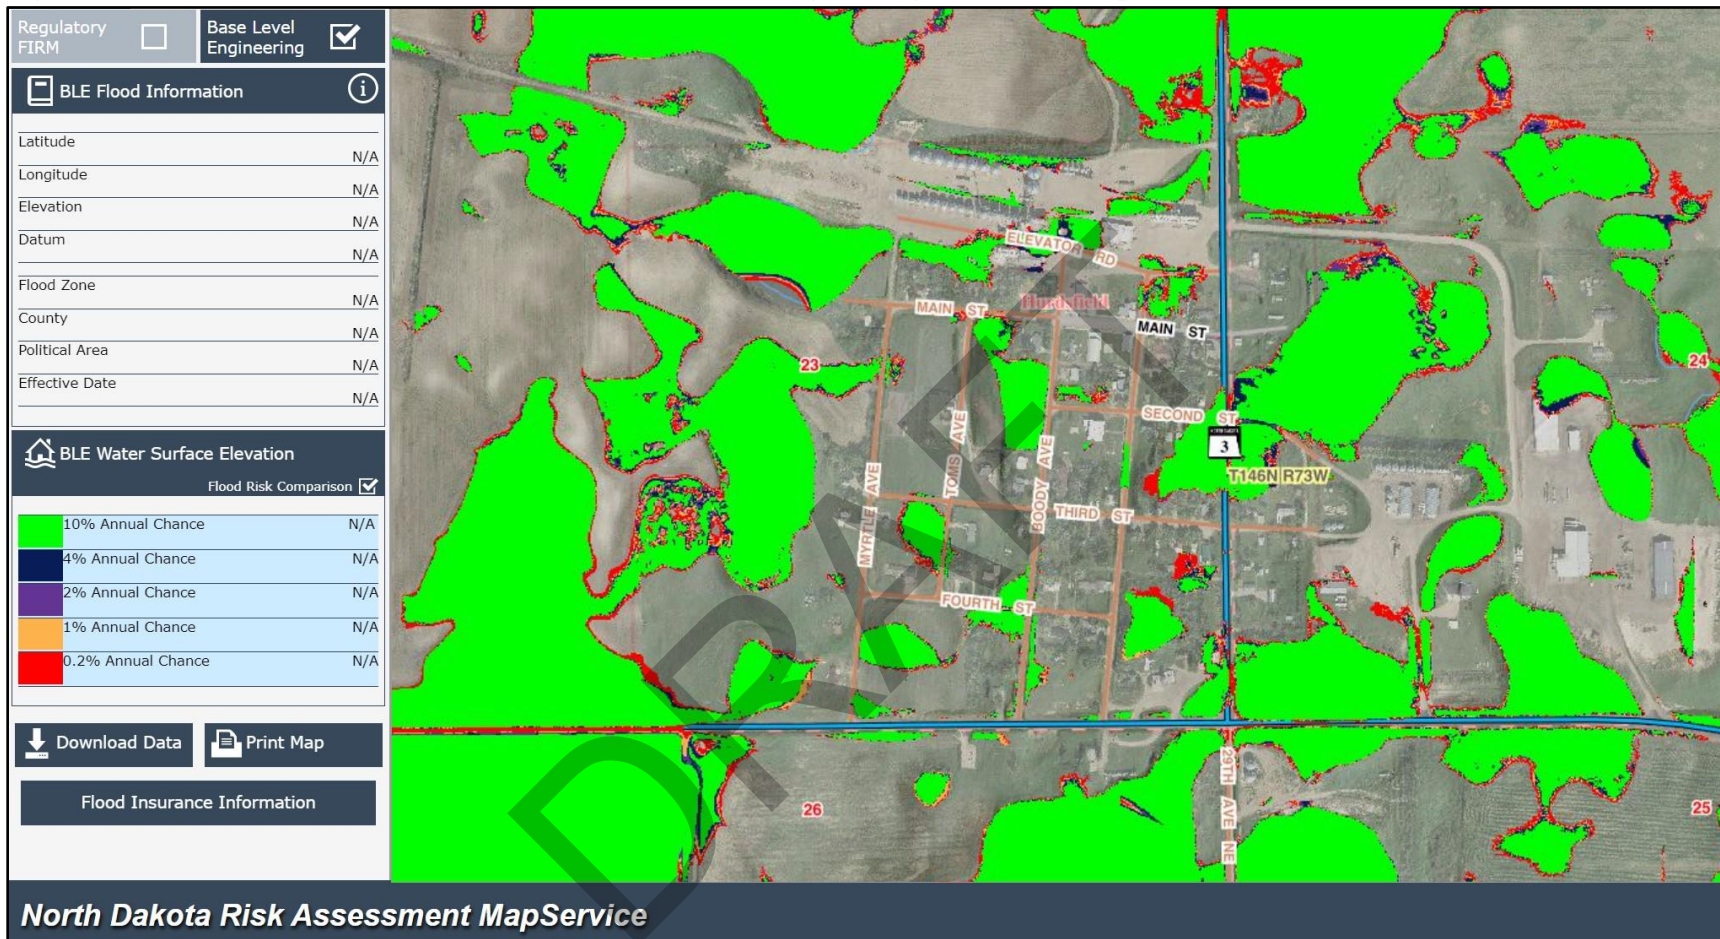 Regulatory
FIRM
Base Level
Engineering
BLE Flood Information
i
Latitude
N/A
Longitude
N/A
Elevation
N/A
Datum
N/A
Flood Zone
N/A
County
N/A
Political Area
N/A
Effective Date
N/A
BLE Water Surface Elevation
Flood Risk Comparison
10% Annual Chance N/A
4% Annual Chance N/A
2% Annual Chance N/A
1% Annual Chance N/A
0.2% Annual Chance N/A
Download Data
Print Map
Flood Insurance Information
ELEVATOR RD
Hurdsfield
MAIN ST
MAIN ST
23
24
SECOND ST
3
T146N R73W
MYRTLE AVE
TOMS AVE
BOODY AVE
THIRD ST
FOURTH ST
29TH AVE NE
26
25
DRAFT
North Dakota Risk Assessment MapService